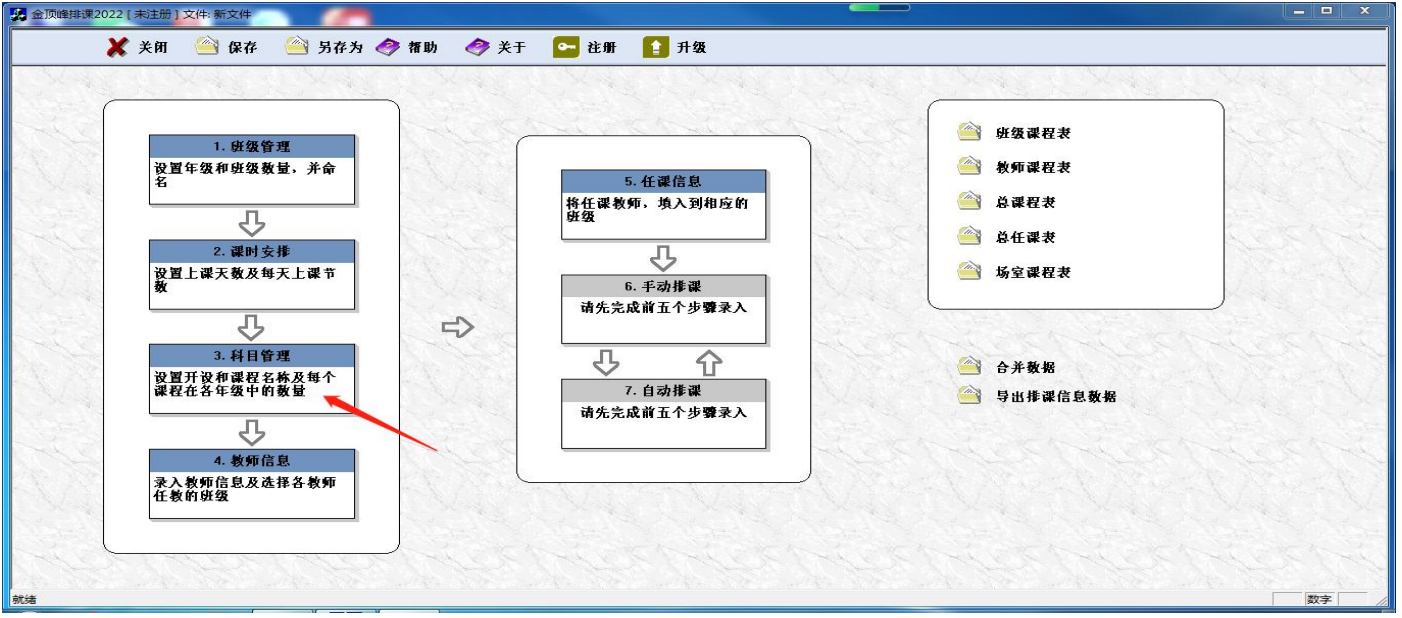 金顶峰排课2022 [ 未注册 ] 文件: 新文件
关闭 保存 另存为 帮助 关于 注册 升级
1. 班级管理
设置年级和班级数量，并命
名
2. 课时安排
设置上课天数及每天上课节
数
3. 科目管理
设置开设和课程名称及每个
课程在各年级中的数量
4. 教师信息
录入教师信息及选择各教师
任教的班级
5. 任课信息
将任课教师，填入到相应的
班级
6. 手动排课
请先完成前五个步骤录入
7. 自动排课
请先完成前五个步骤录入
班级课程表
教师课程表
总课程表
总任课表
场室课程表
合并数据
导出排课信息数据
就绪
数字